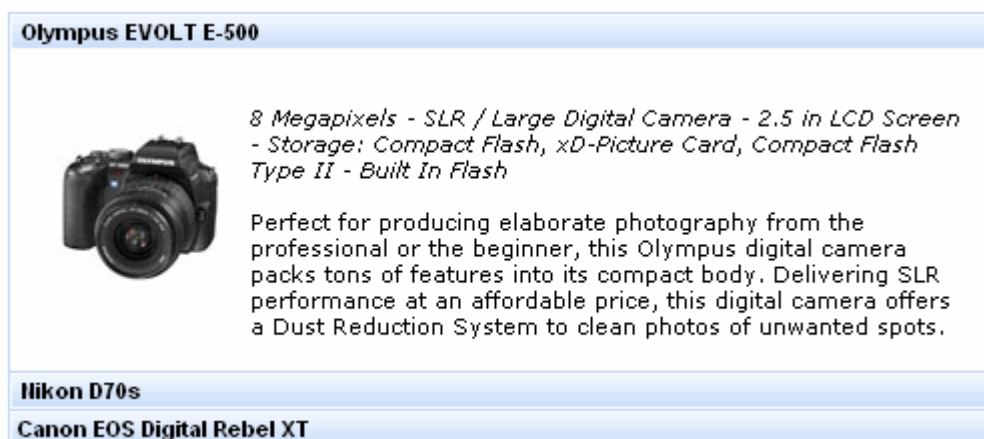 Olympus EVOLT E-500
OLYMPUS
8 Megapixels - SLR / Large Digital Camera - 2.5 in LCD Screen
- Storage: Compact Flash, xD-Picture Card, Compact Flash
Type II - Built In Flash
Perfect for producing elaborate photography from the
professional or the beginner, this Olympus digital camera
packs tons of features into its compact body. Delivering SLR
performance at an affordable price, this digital camera offers
a Dust Reduction System to clean photos of unwanted spots.
Nikon D70s
Canon EOS Digital Rebel XT